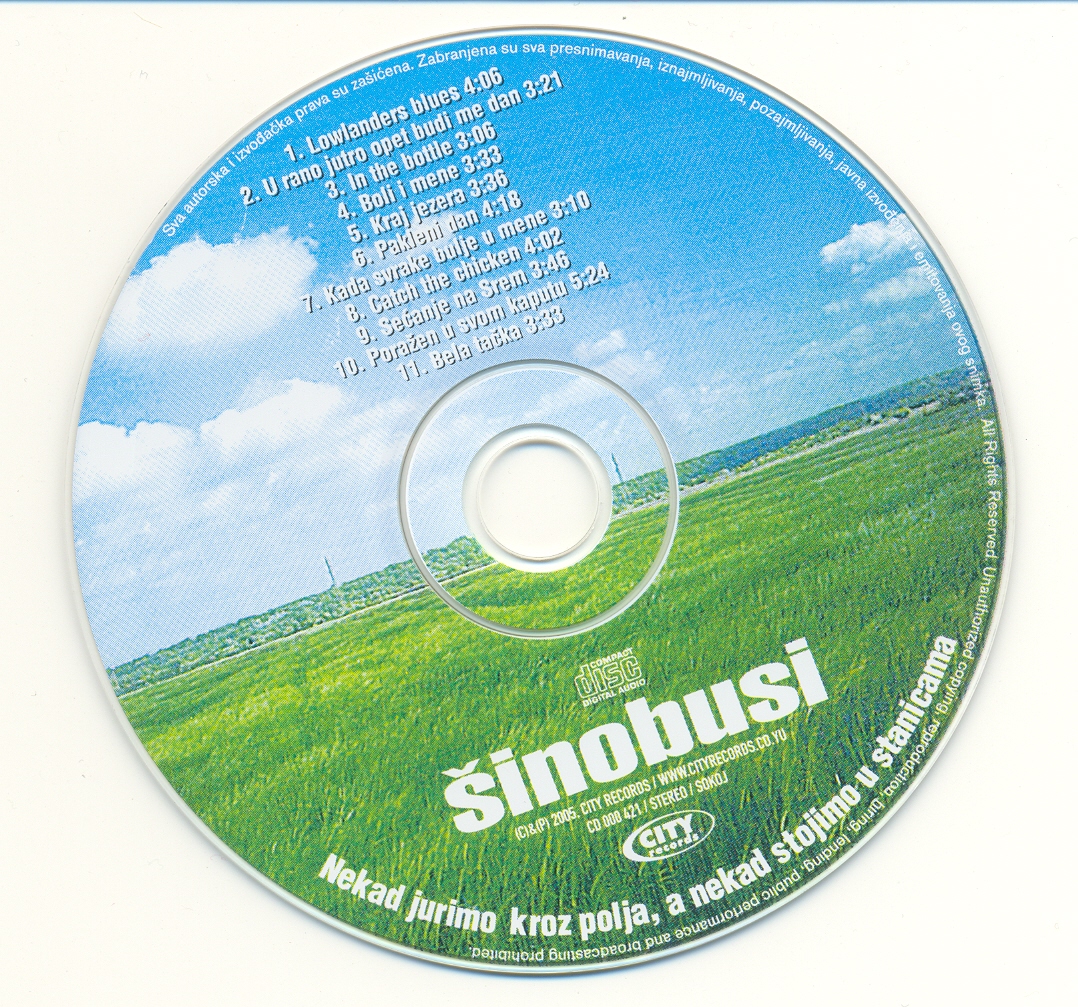 Sva autorska i izvođačka prava su zašićena. Zabranjena su sva presnimavanja, iznajmljivanja, pozajmljivanja, javna izvođenja i emitovanja ovog snimka. All Rights Reserved. Unauthorized copying, reproduction, hiring, lending, public performance and broadcasting prohibited.
1. Lowlanders blues 4:06
2. U rano jutro opet budi me dan 3:21
3. In the bottle 3:06
4. Boli i mene 3:33
5. Kraj jezera 3:36
6. Pakleni dan 4:18
7. Kada svrake bulje u mene 3:10
8. Catch the chicken 4:02
9. Sećanje na Srem 3:46
10. Poražen u svom kaputu 5:24
11. Bela tačka 3:33
COMPACT
disc
DIGITAL AUDIO
šinobusi
(C)&(P) 2005. CITY RECORDS / WWW.CITYRECORDS.CO.YU
CD 000 421 / STEREO / SOKOJ
CITY
records
Nekad jurimo kroz polja, a nekad stojimo u stanicama